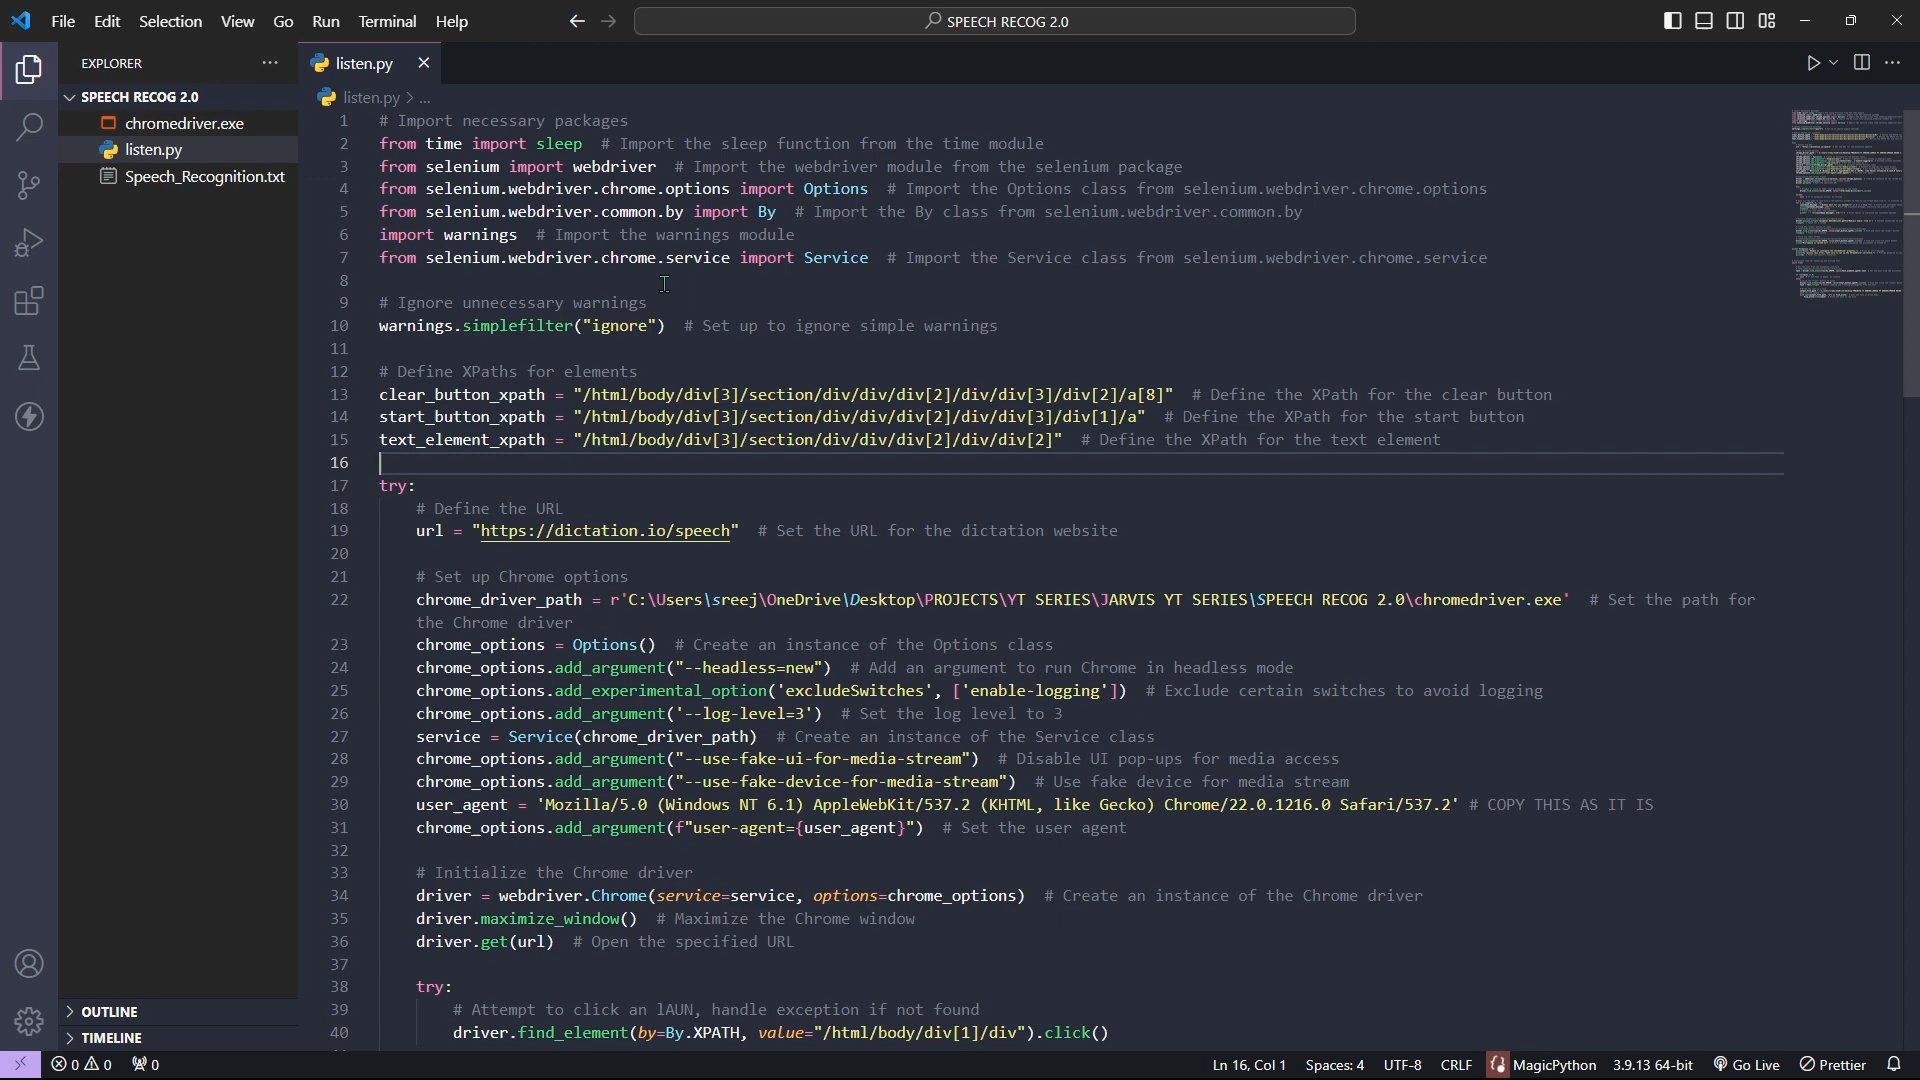 File Edit Selection View Go Run Terminal Help
SPEECH RECOG 2.0
EXPLORER
SPEECH RECOG 2.0
chromedriver.exe
listen.py
Speech_Recognition.txt
OUTLINE
TIMELINE
listen.py
listen.py > ...
1 # Import necessary packages
2 from time import sleep # Import the sleep function from the time module
3 from selenium import webdriver # Import the webdriver module from the selenium package
4 from selenium.webdriver.chrome.options import Options # Import the Options class from selenium.webdriver.chrome.options
5 from selenium.webdriver.common.by import By # Import the By class from selenium.webdriver.common.by
6 import warnings # Import the warnings module
7 from selenium.webdriver.chrome.service import Service # Import the Service class from selenium.webdriver.chrome.service
8
9 # Ignore unnecessary warnings
10 warnings.simplefilter("ignore") # Set up to ignore simple warnings
11
12 # Define XPaths for elements
13 clear_button_xpath = "/html/body/div[3]/section/div/div/div[2]/div/div[3]/div[2]/a[8]" # Define the XPath for the clear button
14 start_button_xpath = "/html/body/div[3]/section/div/div/div[2]/div/div[3]/div[1]/a" # Define the XPath for the start button
15 text_element_xpath = "/html/body/div[3]/section/div/div/div[2]/div/div[2]" # Define the XPath for the text element
16
17 try:
18 # Define the URL
19 url = "https://dictation.io/speech" # Set the URL for the dictation website
20
21 # Set up Chrome options
22 chrome_driver_path = r'C:\Users\sreej\OneDrive\Desktop\PROJECTS\YT SERIES\JARVIS YT SERIES\SPEECH RECOG 2.0\chromedriver.exe' # Set the path for
the Chrome driver
23 chrome_options = Options() # Create an instance of the Options class
24 chrome_options.add_argument("--headless=new") # Add an argument to run Chrome in headless mode
25 chrome_options.add_experimental_option('excludeSwitches', ['enable-logging']) # Exclude certain switches to avoid logging
26 chrome_options.add_argument('--log-level=3') # Set the log level to 3
27 service = Service(chrome_driver_path) # Create an instance of the Service class
28 chrome_options.add_argument("--use-fake-ui-for-media-stream") # Disable UI pop-ups for media access
29 chrome_options.add_argument("--use-fake-device-for-media-stream") # Use fake device for media stream
30 user_agent = 'Mozilla/5.0 (Windows NT 6.1) AppleWebKit/537.2 (KHTML, like Gecko) Chrome/22.0.1216.0 Safari/537.2' # COPY THIS AS IT IS
31 chrome_options.add_argument(f"user-agent={user_agent}") # Set the user agent
32
33 # Initialize the Chrome driver
34 driver = webdriver.Chrome(service=service, options=chrome_options) # Create an instance of the Chrome driver
35 driver.maximize_window() # Maximize the Chrome window
36 driver.get(url) # Open the specified URL
37
38 try:
39 # Attempt to click an lAUN, handle exception if not found
40 driver.find_element(by=By.XPATH, value="/html/body/div[1]/div").click()
0 0 0 Ln 16, Col 1 Spaces: 4 UTF-8 CRLF MagicPython 3.9.13 64-bit Go Live Prettier